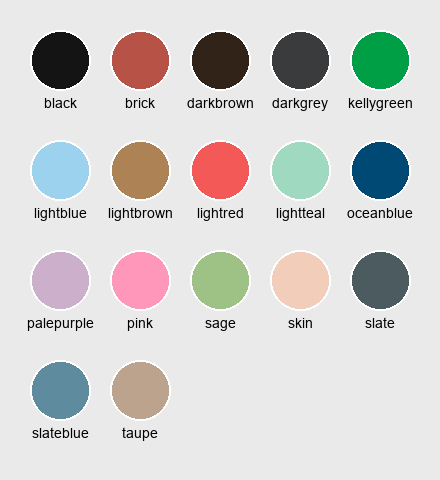 black brick darkbrown darkgrey kellygreen
lightblue lightbrown lightred lightteal oceanblue
palepurple pink sage skin slate
slateblue taupe